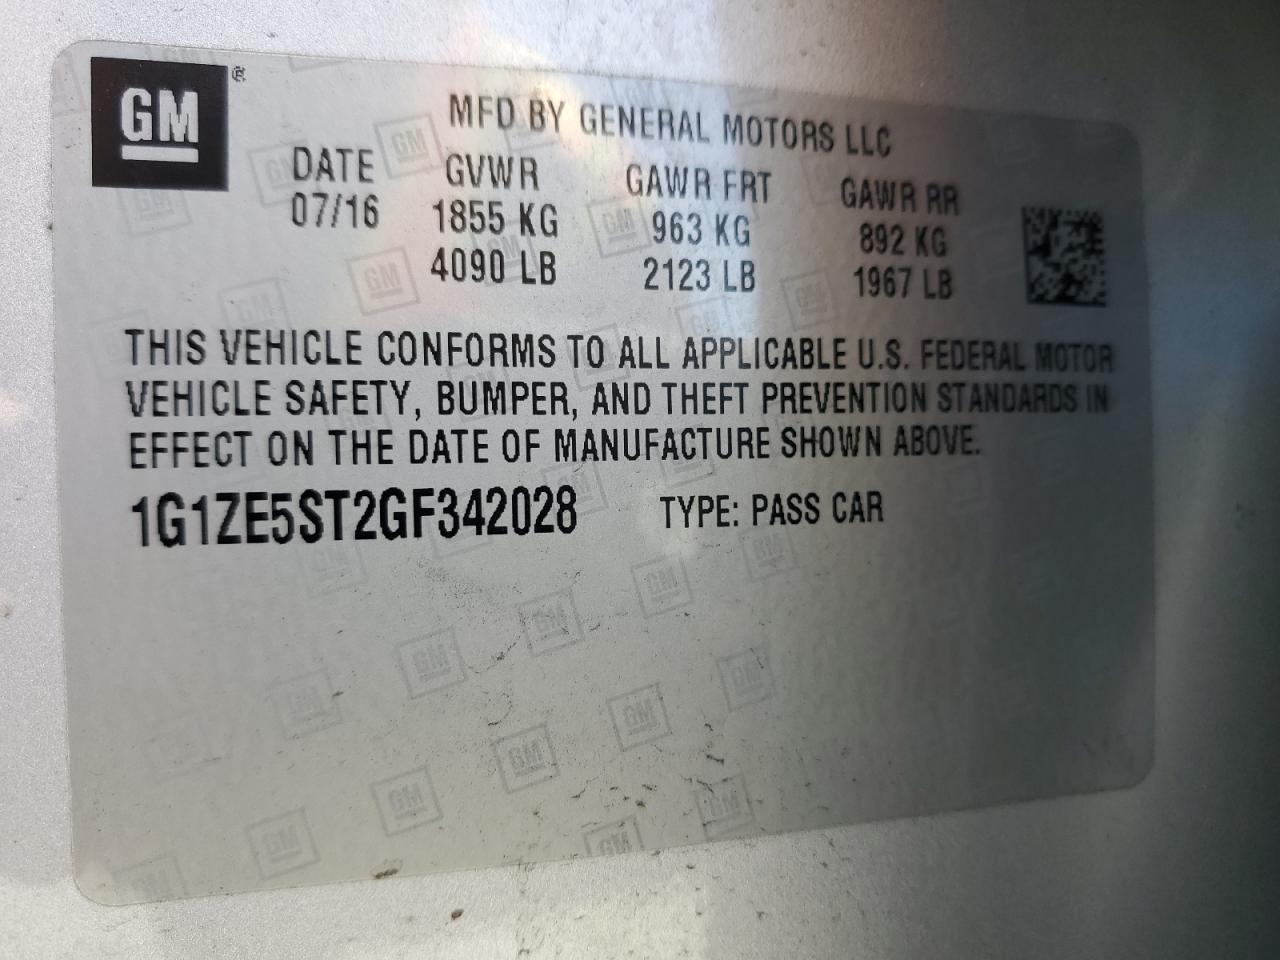 GM ®
MFD BY GENERAL MOTORS LLC
DATE GVWR GAWR FRT GAWR RR
07/16 1855 KG 963 KG 892 KG
4090 LB 2123 LB 1967 LB
THIS VEHICLE CONFORMS TO ALL APPLICABLE U.S. FEDERAL MOTOR
VEHICLE SAFETY, BUMPER, AND THEFT PREVENTION STANDARDS IN
EFFECT ON THE DATE OF MANUFACTURE SHOWN ABOVE.
1G1ZE5ST2GF342028 TYPE: PASS CAR